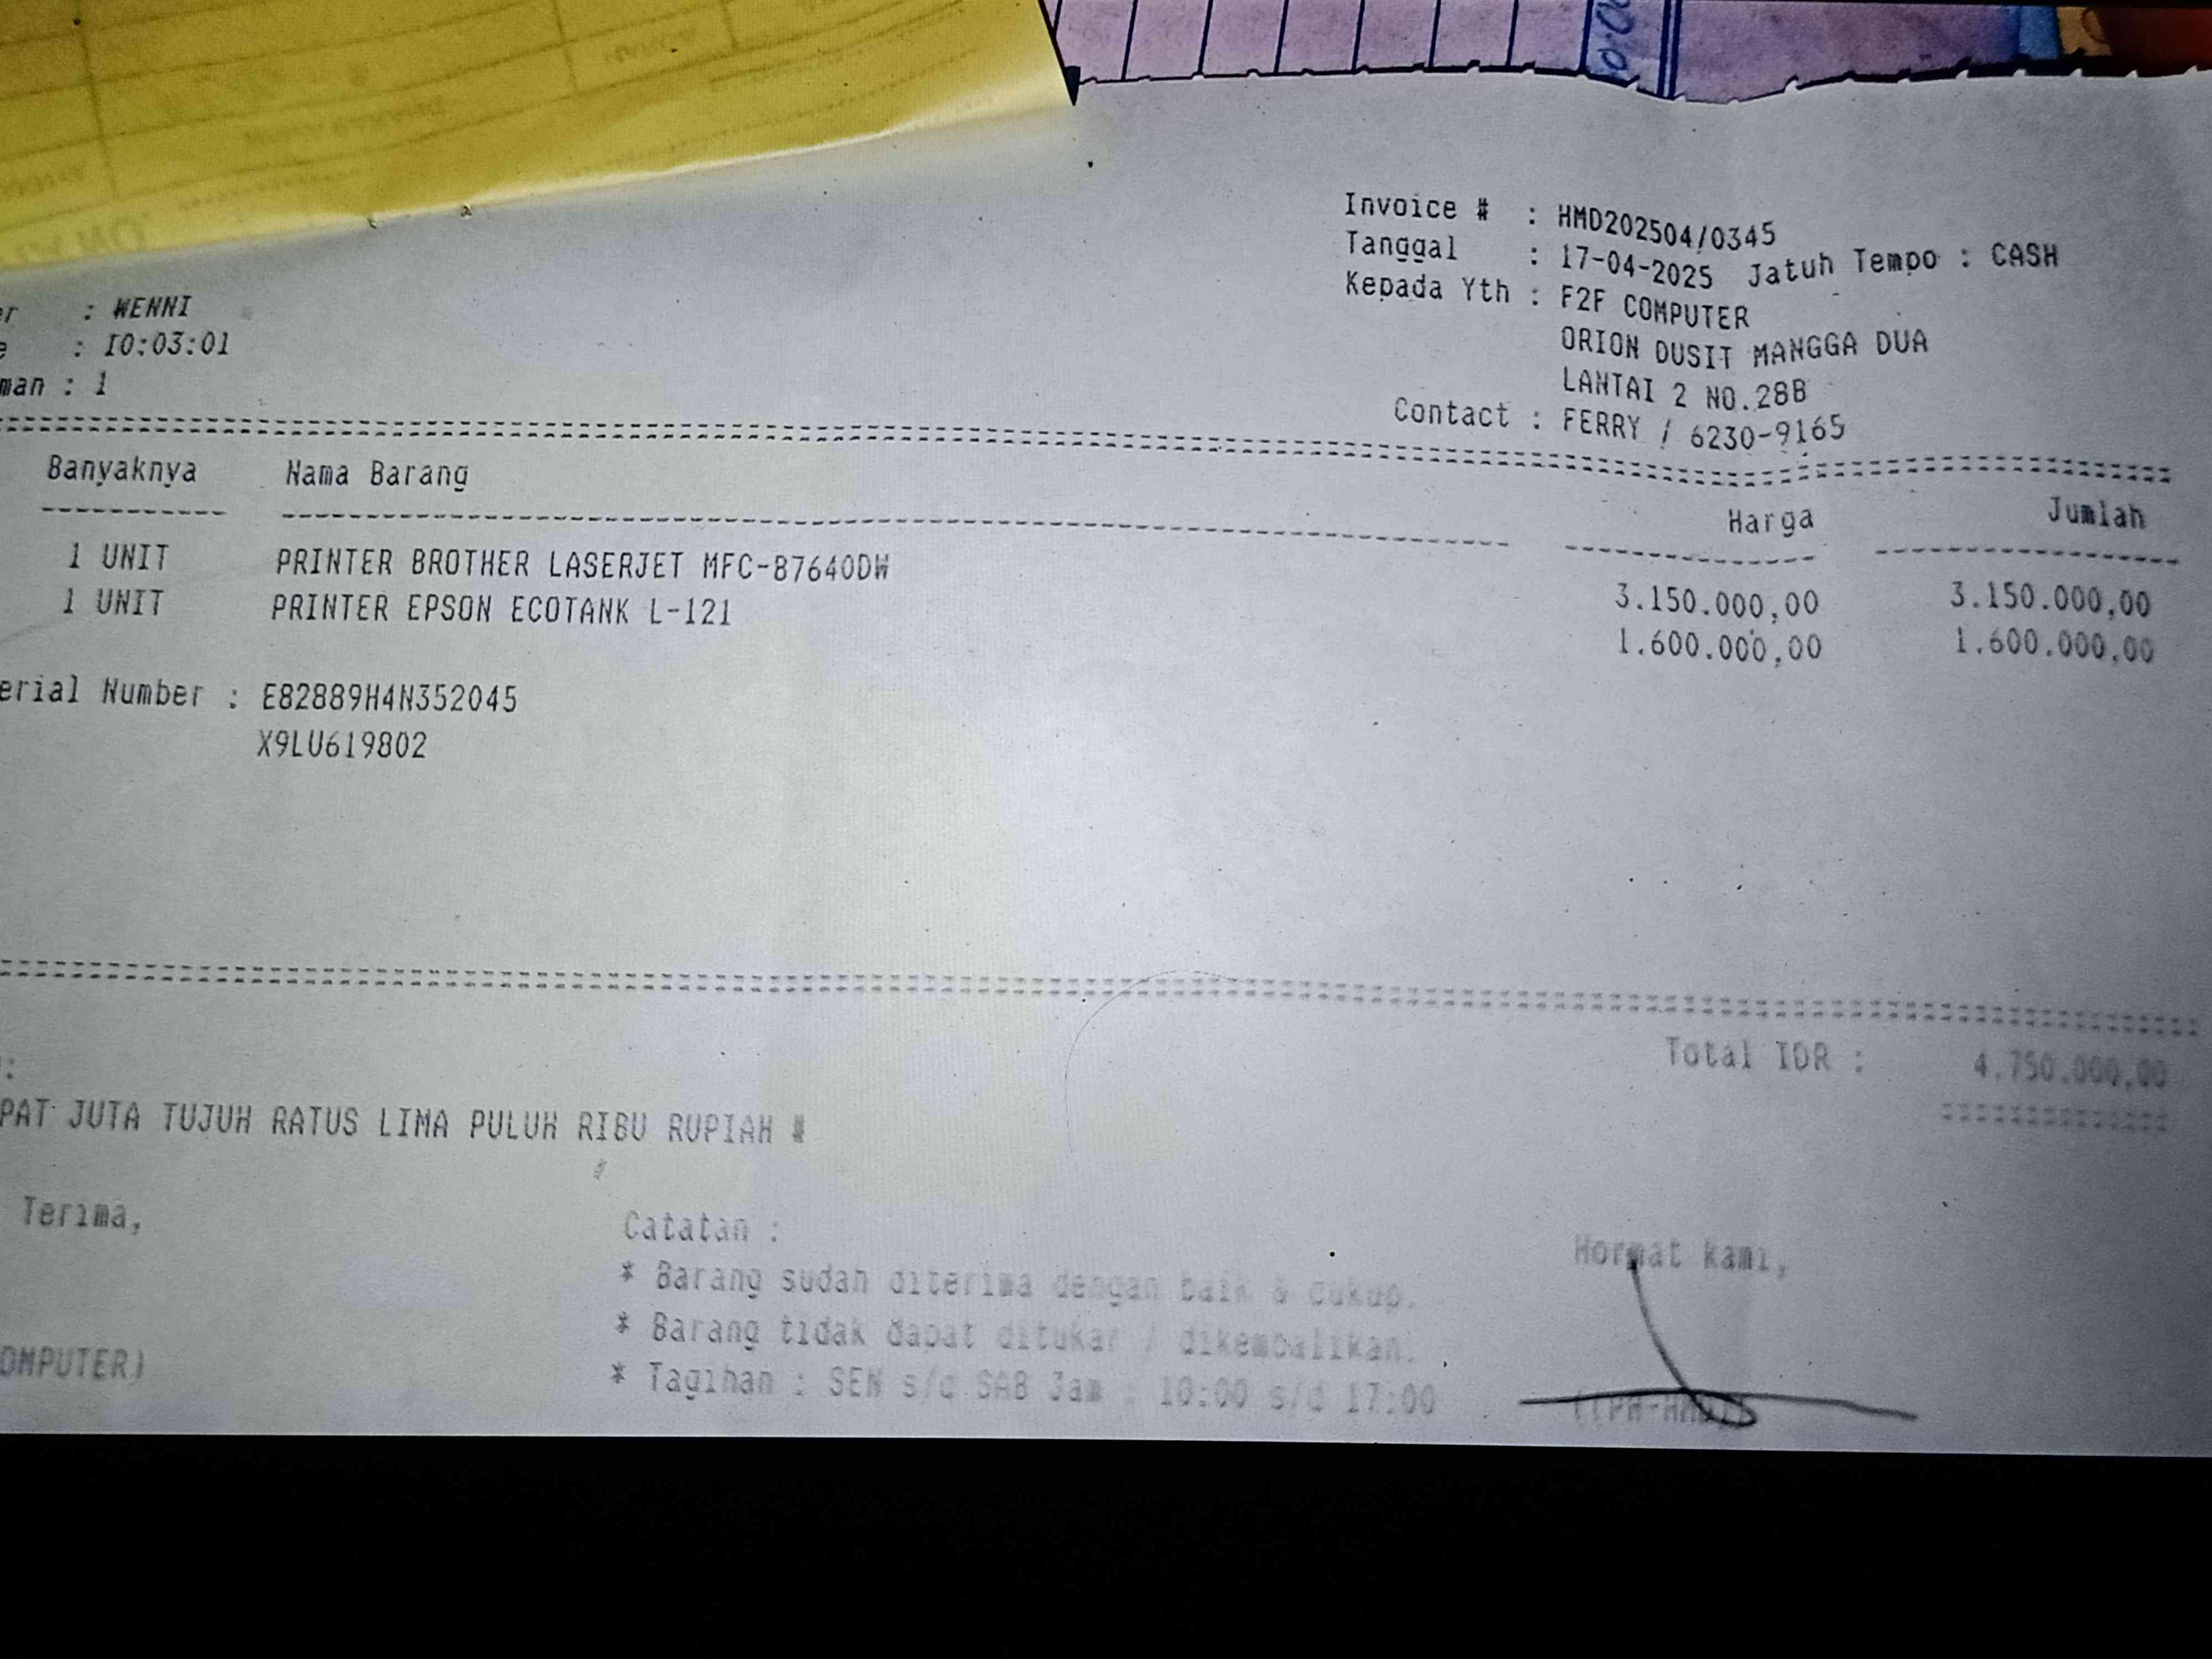 Invoice # : HMD202504/0345
Tanggal : 17-04-2025 Jatuh Tempo : CASH
Kepada Yth : F2F COMPUTER
ORION DUSIT MANGGA DUA
LANTAI 2 NO.28B
Contact : FERRY / 6230-9165
er : WENNI
e : 10:03:01
man : 1
Banyaknya Nama Barang Harga Jumlah
1 UNIT PRINTER BROTHER LASERJET MFC-B7640DW 3.150.000,00 3.150.000,00
1 UNIT PRINTER EPSON ECOTANK L-121 1.600.000,00 1.600.000,00
erial Number : E82889H4N352045
X9LU619802
Total IDR : 4.750.000,00
PAT JUTA TUJUH RATUS LIMA PULUH RIBU RUPIAH #
Terima,
Catatan :
Hormat kami,
* Barang sudah diterima dengan baik & cukup.
* Barang tidak dapat ditukar / dikembalikan.
* Tagihan : SEN s/d SAB Jam : 10:00 s/d 17:00
OMPUTER)